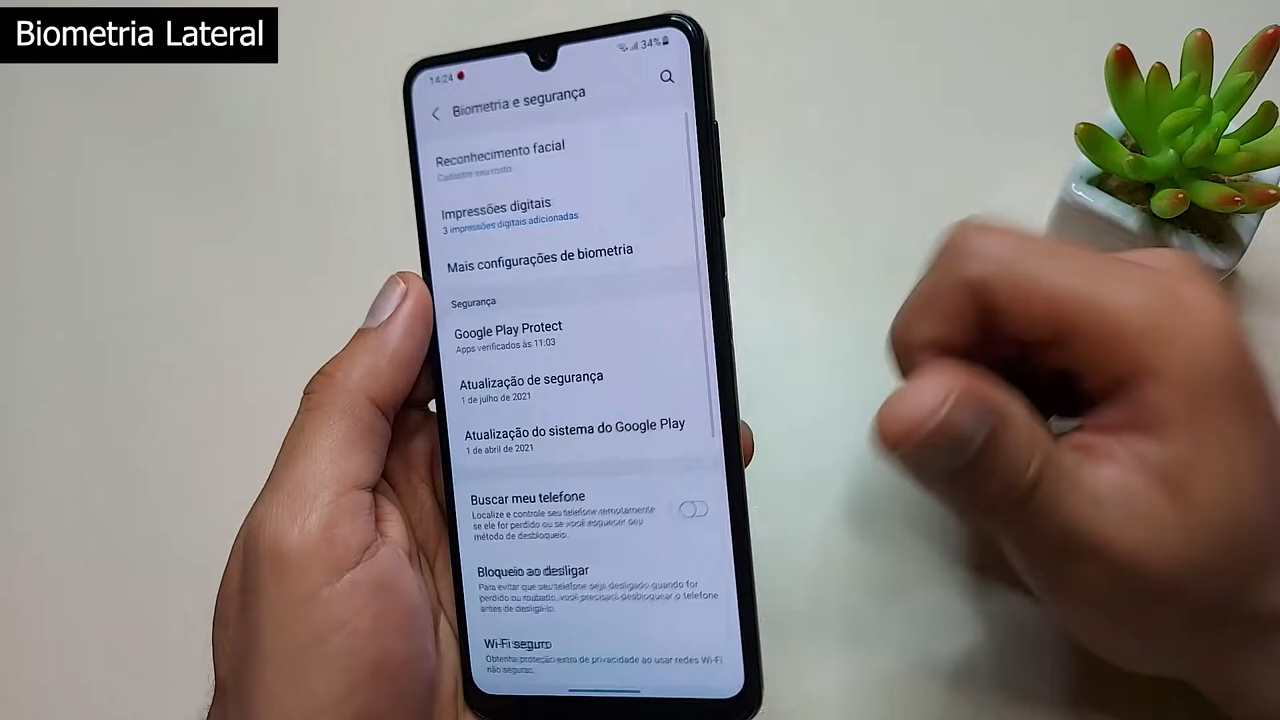 Biometria Lateral
14:24
34%
Biometria e segurança
Reconhecimento facial
Cadastre seu rosto
Impressões digitais
3 impressões digitais adicionadas
Mais configurações de biometria
Segurança
Google Play Protect
Apps verificados às 11:03
Atualização de segurança
1 de julho de 2021
Atualização do sistema do Google Play
1 de abril de 2021
Buscar meu telefone
Localize e controle seu telefone remotamente
se ele for perdido ou se você esquecer seu
método de desbloqueio.
Bloqueio ao desligar
Para evitar que seu telefone seja desligado quando for
perdido ou roubado, você precisará desbloquear o telefone
antes de desligá-lo.
Wi-Fi seguro
Obtenha proteção extra de privacidade ao usar redes Wi-Fi
não seguras.